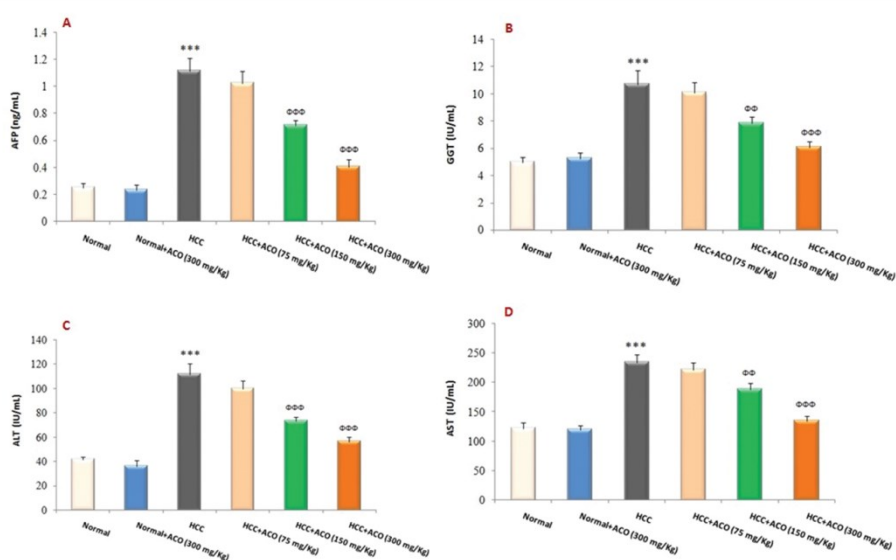 A
AFP (ng/mL)
1.4
1.2
1
0.8
0.6
0.4
0.2
0
***
ΦΦΦ
ΦΦΦ
Normal
Normal+ACO (300 mg/Kg)
HCC
HCC+ACO (75 mg/Kg)
HCC+ACO (150 mg/Kg)
HCC+ACO (300 mg/Kg)
B
GGT (IU/mL)
14
12
10
8
6
4
2
0
***
ΦΦ
ΦΦΦ
Normal
Normal+ACO (300 mg/Kg)
HCC
HCC+ACO (75 mg/Kg)
HCC+ACO (150 mg/Kg)
HCC+ACO (300 mg/Kg)
C
ALT (IU/mL)
140
120
100
80
60
40
20
0
***
ΦΦΦ
ΦΦΦ
Normal
Normal+ACO (300 mg/Kg)
HCC
HCC+ACO (75 mg/Kg)
HCC+ACO (150 mg/Kg)
HCC+ACO (300 mg/Kg)
D
AST (IU/mL)
300
250
200
150
100
50
0
***
ΦΦ
ΦΦΦ
Normal
Normal+ACO (300 mg/Kg)
HCC
HCC+ACO (75 mg/Kg)
HCC+ACO (150 mg/Kg)
HCC+ACO (300 mg/Kg)